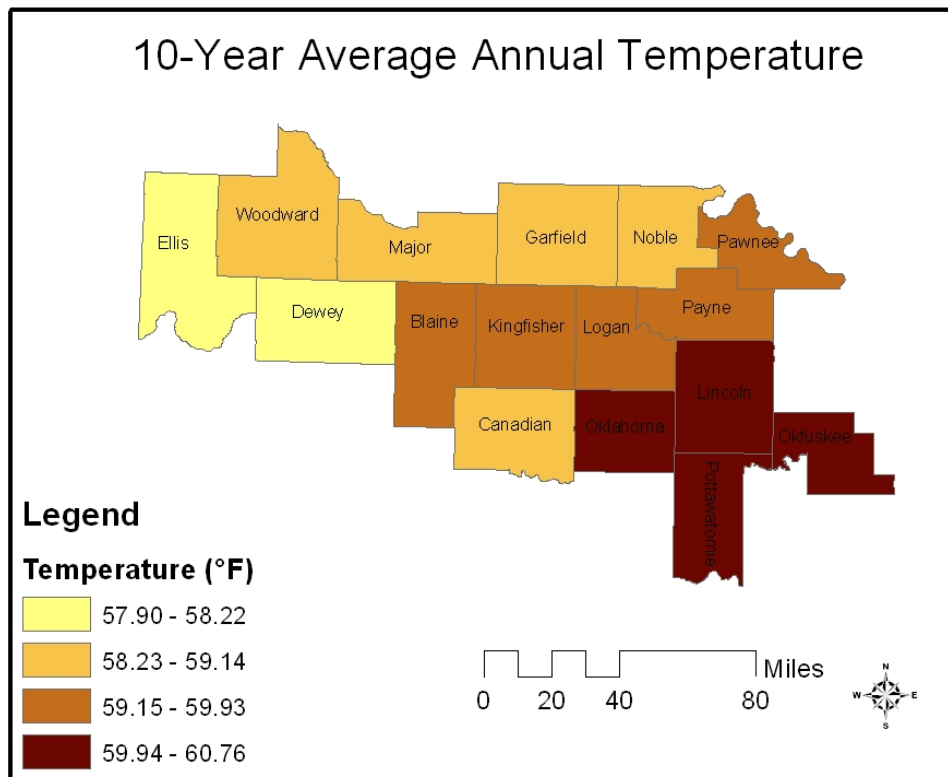 10-Year Average Annual Temperature
Woodward
Ellis
Major
Garfield
Noble
Pawnee
Dewey
Blaine
Kingfisher
Logan
Payne
Canadian
Oklahoma
Lincoln
Okfuskee
Pottawatomie
Legend
Temperature (°F)
57.90 - 58.22
58.23 - 59.14
59.15 - 59.93
59.94 - 60.76
Miles
0 20 40 80
N
W E
S